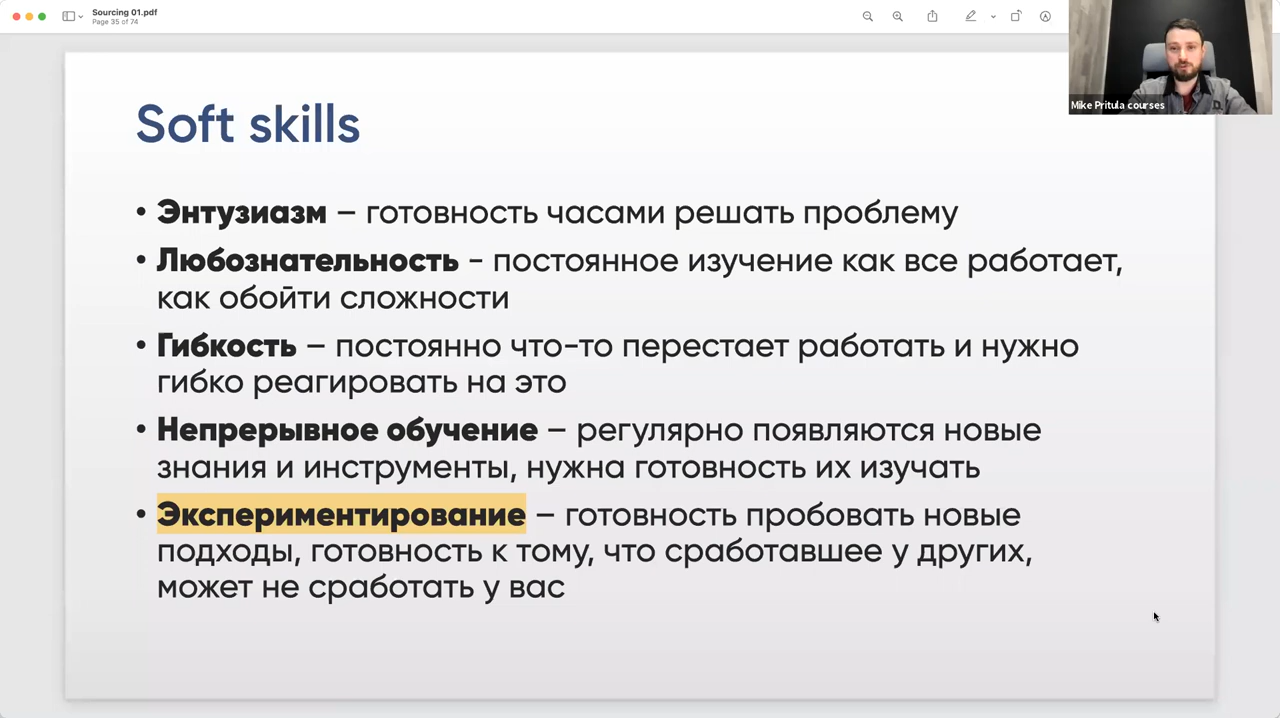 Sourcing 01.pdf
Page 35 of 74
Mike Pritula courses
Soft skills
• Энтузиазм – готовность часами решать проблему
• Любознательность - постоянное изучение как все работает,
как обойти сложности
• Гибкость – постоянно что-то перестает работать и нужно
гибко реагировать на это
• Непрерывное обучение – регулярно появляются новые
знания и инструменты, нужна готовность их изучать
• Экспериментирование – готовность пробовать новые
подходы, готовность к тому, что сработавшее у других,
может не сработать у вас